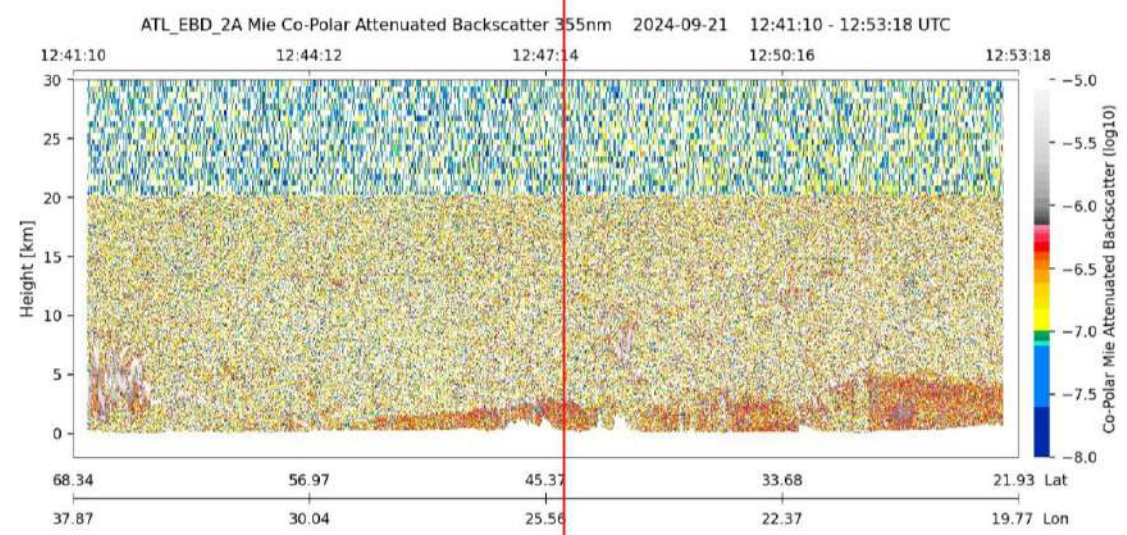 ATL_EBD_2A Mie Co-Polar Attenuated Backscatter 355nm 2024-09-21 12:41:10 - 12:53:18 UTC
12:41:10 12:44:12 12:47:14 12:50:16 12:53:18
30
25
20
15
10
5
0
Height [km]
−5.0
−5.5
−6.0
−6.5
−7.0
−7.5
−8.0
Co-Polar Mie Attenuated Backscatter (log10)
68.34 56.97 45.37 33.68 21.93 Lat
37.87 30.04 25.56 22.37 19.77 Lon